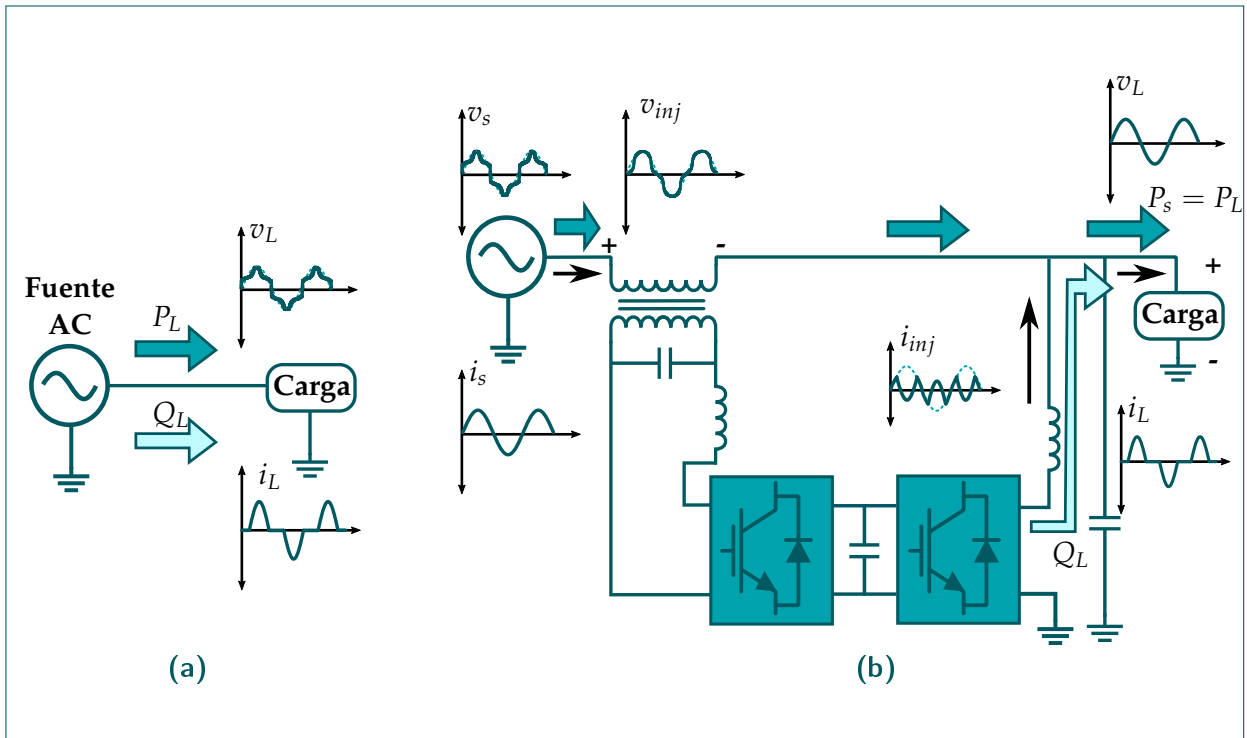 Fuente
AC
P_L
Q_L
v_L
i_L
Carga
(a)
v_s
v_inj
i_s
+
-
i_inj
v_L
P_s = P_L
+
Carga
-
i_L
Q_L
(b)